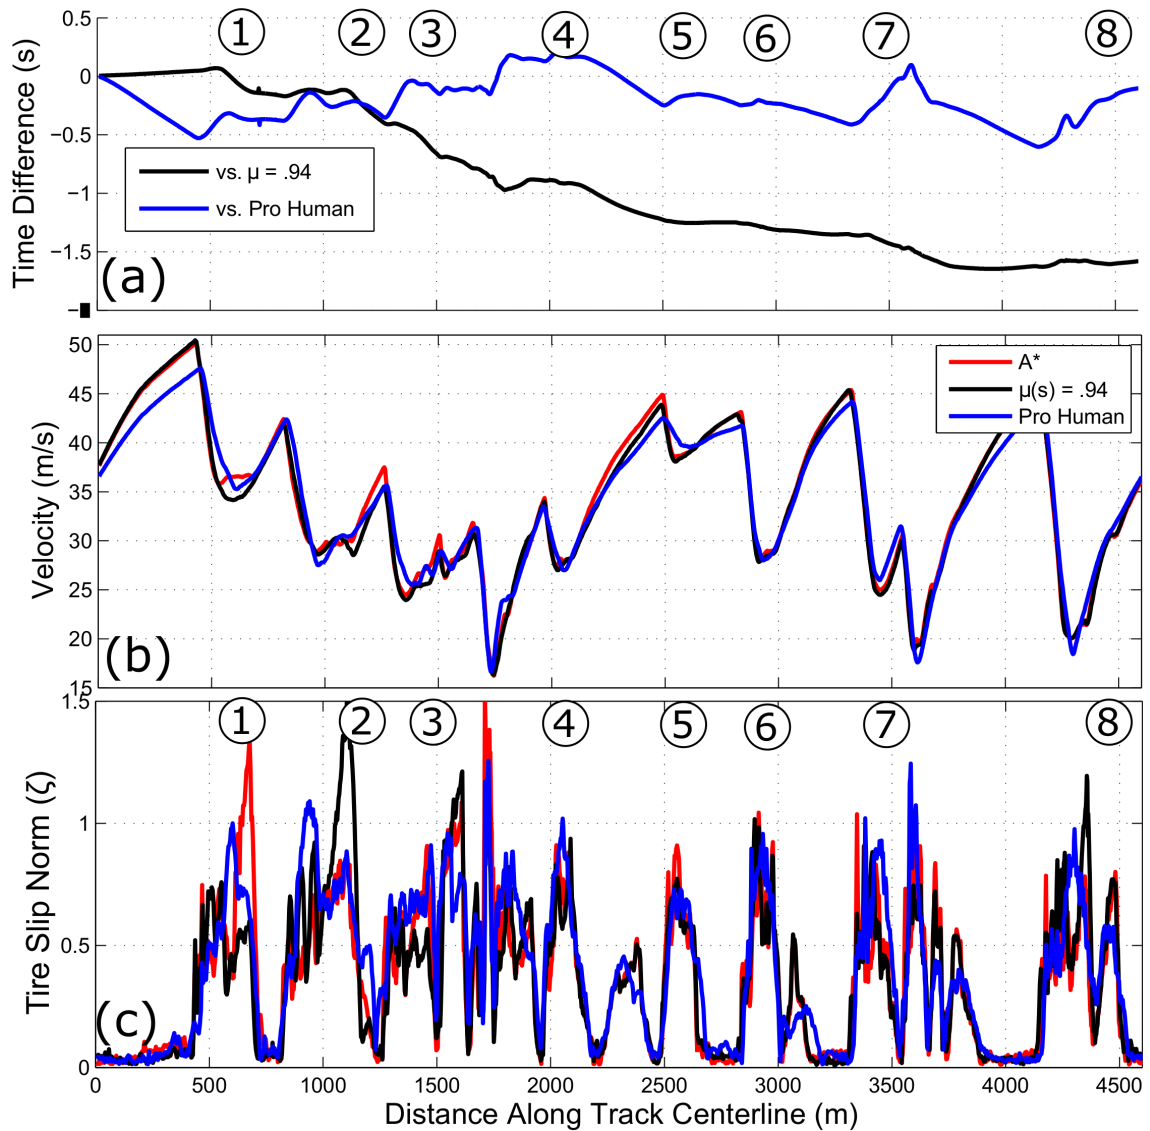 0.5
0
−0.5
−1
−1.5
−
Time Difference (s)
1 2 3 4 5 6 7 8
vs. μ = .94
vs. Pro Human
(a)
50
45
40
35
30
25
20
15
Velocity (m/s)
A*
μ(s) = .94
Pro Human
(b)
1.5
1
0.5
0
Tire Slip Norm (ζ)
1 2 3 4 5 6 7 8
(c)
0 500 1000 1500 2000 2500 3000 3500 4000 4500
Distance Along Track Centerline (m)